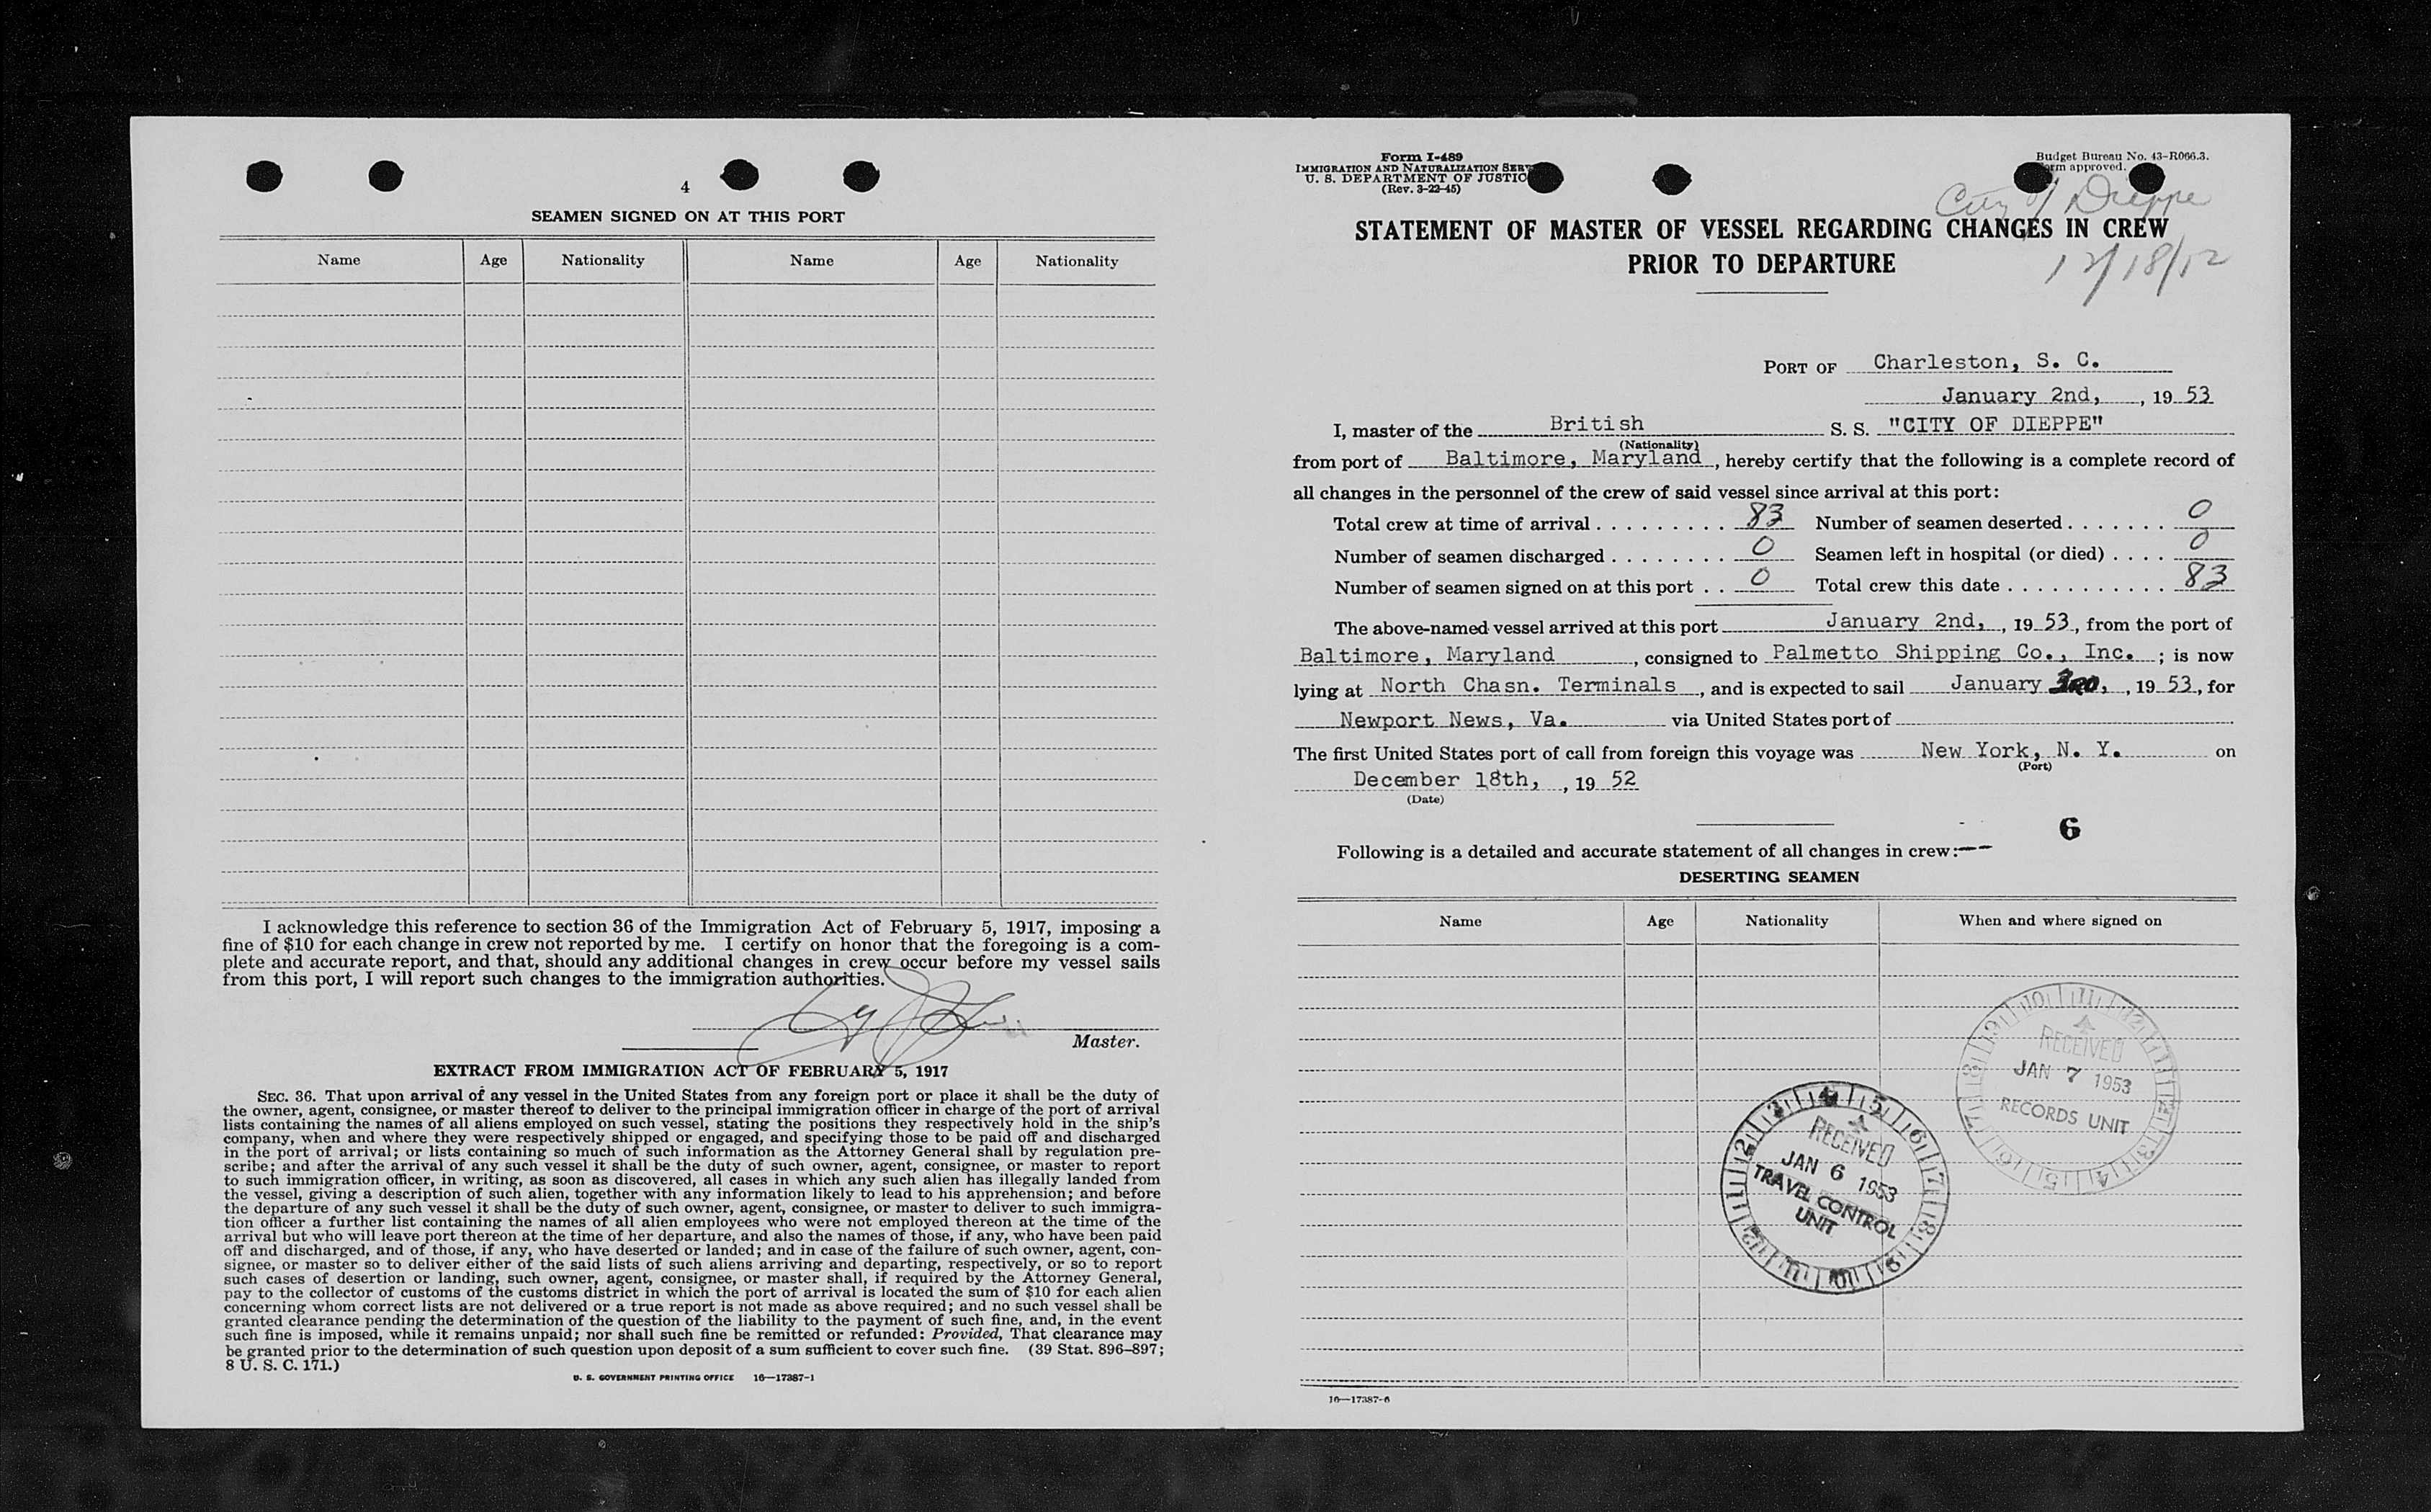 4
SEAMEN SIGNED ON AT THIS PORT
Name Age Nationality Name Age Nationality
I acknowledge this reference to section 36 of the Immigration Act of February 5, 1917, imposing a
fine of $10 for each change in crew not reported by me. I certify on honor that the foregoing is a com-
plete and accurate report, and that, should any additional changes in crew occur before my vessel sails
from this port, I will report such changes to the immigration authorities.
Master.
EXTRACT FROM IMMIGRATION ACT OF FEBRUARY 5, 1917
SEC. 36. That upon arrival of any vessel in the United States from any foreign port or place it shall be the duty of
the owner, agent, consignee, or master thereof to deliver to the principal immigration officer in charge of the port of arrival
lists containing the names of all aliens employed on such vessel, stating the positions they respectively hold in the ship's
company, when and where they were respectively shipped or engaged, and specifying those to be paid off and discharged
in the port of arrival; or lists containing so much of such information as the Attorney General shall by regulation pre-
scribe; and after the arrival of any such vessel it shall be the duty of such owner, agent, consignee, or master to report
to such immigration officer, in writing, as soon as discovered, all cases in which any such alien has illegally landed from
the vessel, giving a description of such alien, together with any information likely to lead to his apprehension; and before
the departure of any such vessel it shall be the duty of such owner, agent, consignee, or master to deliver to such immigra-
tion officer a further list containing the names of all alien employees who were not employed thereon at the time of the
arrival but who will leave port thereon at the time of her departure, and also the names of those, if any, who have been paid
off and discharged, and of those, if any, who have deserted or landed; and in case of the failure of such owner, agent, con-
signee, or master so to deliver either of the said lists of such aliens arriving and departing, respectively, or so to report
such cases of desertion or landing, such owner, agent, consignee, or master shall, if required by the Attorney General,
pay to the collector of customs of the customs district in which the port of arrival is located the sum of $10 for each alien
concerning whom correct lists are not delivered or a true report is not made as above required; and no such vessel shall be
granted clearance pending the determination of the question of the liability to the payment of such fine, and, in the event
such fine is imposed, while it remains unpaid; nor shall such fine be remitted or refunded: Provided, That clearance may
be granted prior to the determination of such question upon deposit of a sum sufficient to cover such fine. (39 Stat. 896–897;
8 U. S. C. 171.)
U. S. GOVERNMENT PRINTING OFFICE 16—17387-1
Form I-489
IMMIGRATION AND NATURALIZATION SERV
U. S. DEPARTMENT OF JUSTIC
(Rev. 3-22-45)
Budget Bureau No. 43-R066.3.
orm approved.
City of Dieppe
STATEMENT OF MASTER OF VESSEL REGARDING CHANGES IN CREW
PRIOR TO DEPARTURE
12/18/52
PORT OF Charleston, S. C.
January 2nd, , 19 53
I, master of the British S. S. "CITY OF DIEPPE"
(Nationality)
from port of Baltimore, Maryland , hereby certify that the following is a complete record of
all changes in the personnel of the crew of said vessel since arrival at this port:
Total crew at time of arrival . . . . . . . . . 83 Number of seamen deserted . . . . . . . 0
Number of seamen discharged . . . . . . . . 0 Seamen left in hospital (or died) . . . . 0
Number of seamen signed on at this port . . 0 Total crew this date . . . . . . . . . . . 83
The above-named vessel arrived at this port January 2nd, , 19 53, from the port of
Baltimore, Maryland , consigned to Palmetto Shipping Co., Inc. ; is now
lying at North Chasn. Terminals , and is expected to sail January 3RD, , 19 53, for
Newport News, Va. via United States port of
The first United States port of call from foreign this voyage was New York, N. Y. on
(Port)
December 18th, , 19 52
(Date)
6
Following is a detailed and accurate statement of all changes in crew:——
DESERTING SEAMEN
Name Age Nationality When and where signed on
RECEIVED
JAN 7 1953
RECORDS UNIT
RECEIVED
JAN 6 1953
TRAVEL CONTROL
UNIT
16—17387-6